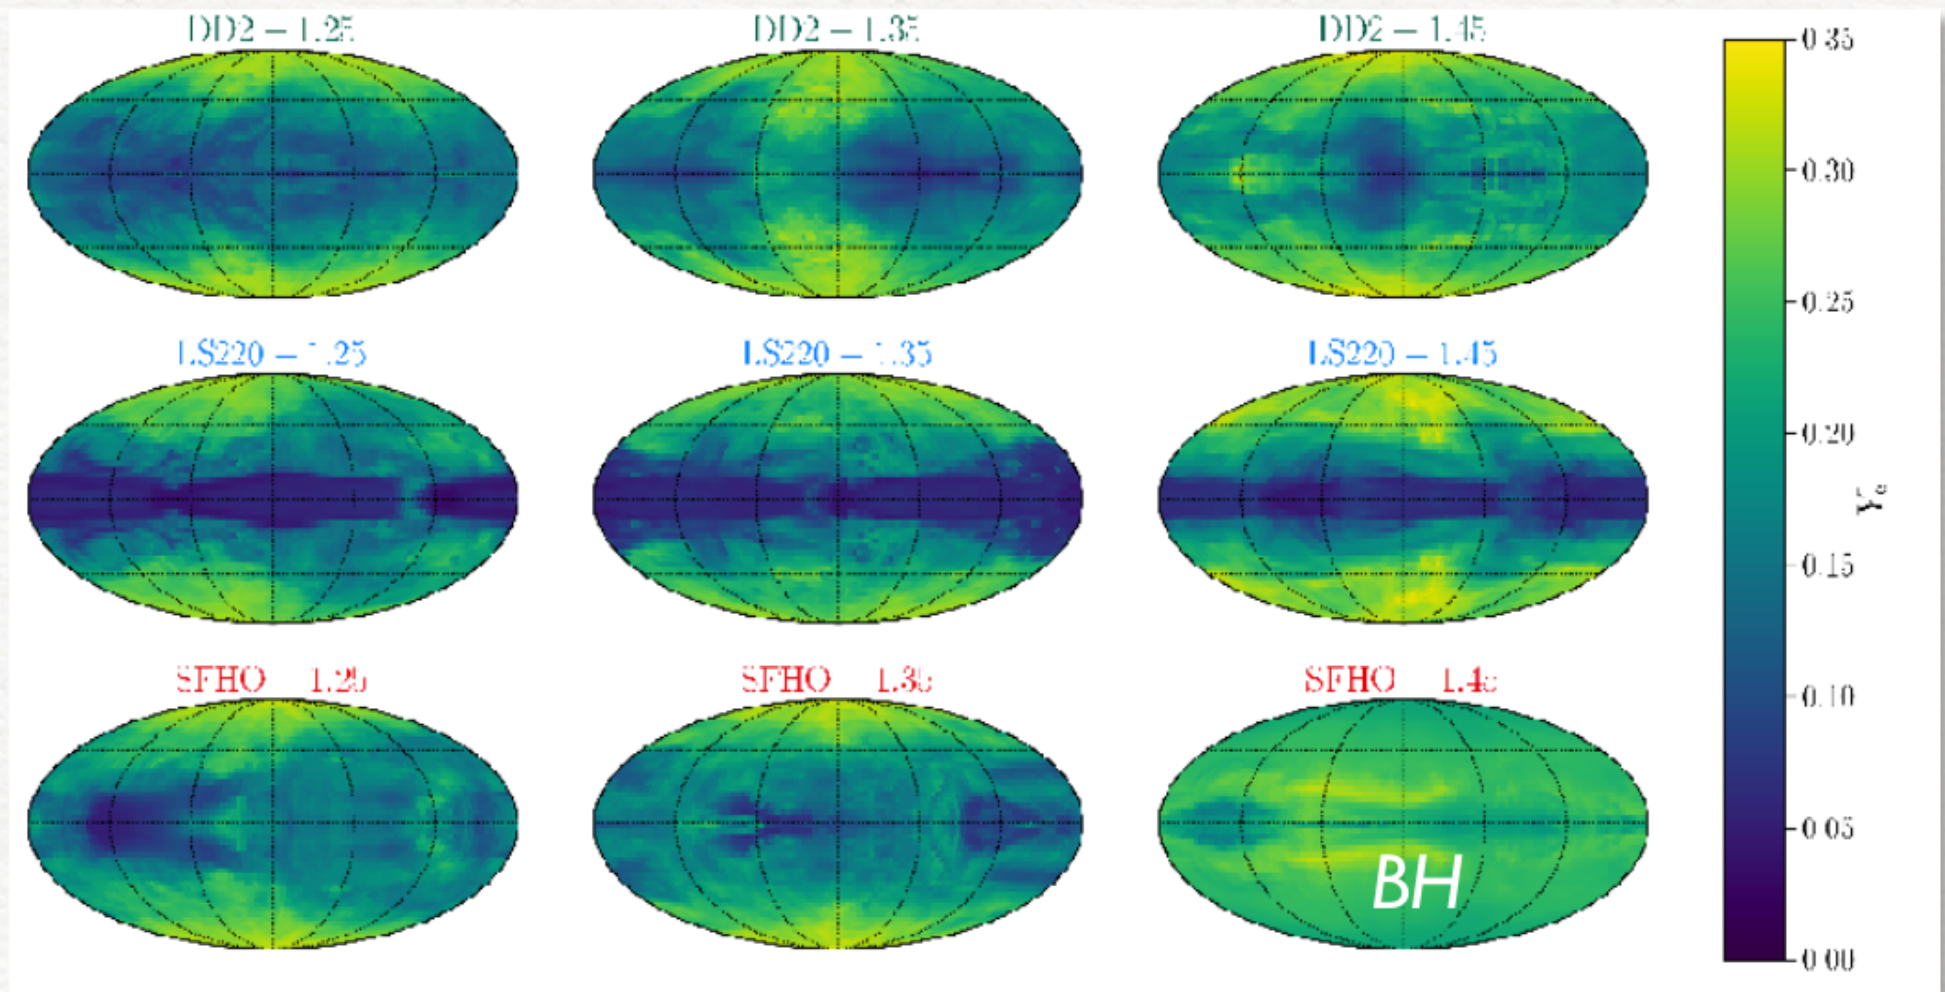 DD2 – 1.25
DD2 – 1.35
DD2 – 1.45
LS220 – 1.25
LS220 – 1.35
LS220 – 1.45
SFHO 1.25
SFHO 1.35
SFHO 1.45
BH
0.35
0.30
0.25
0.20
0.15
0.10
0.05
0.00
Ye